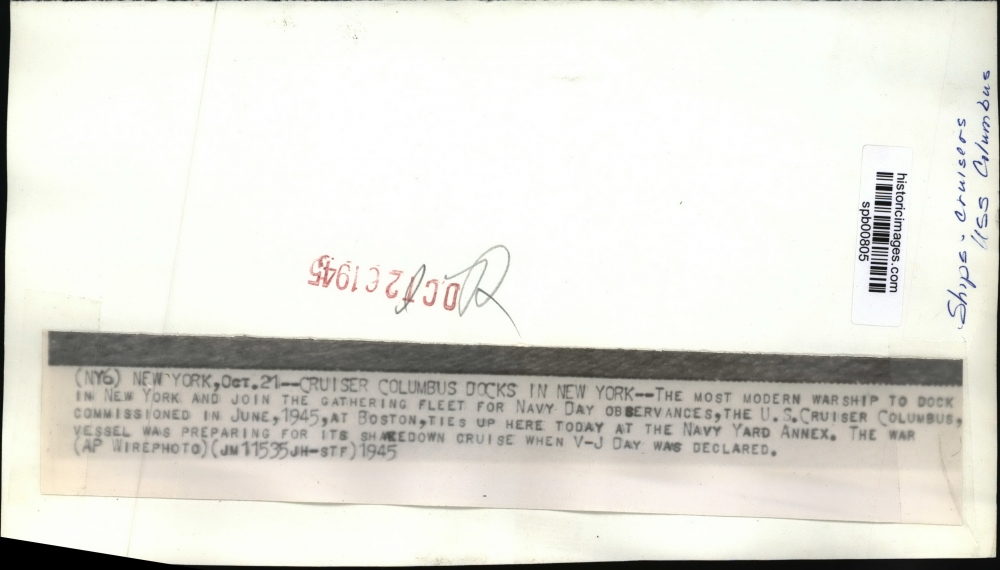 Ships - Cruisers
USS Columbus
historicimages.com
spb00805
(NY6) NEW YORK, OCT. 21--CRUISER COLUMBUS DOCKS IN NEW YORK--THE MOST MODERN WARSHIP TO DOCK
IN NEW YORK AND JOIN THE GATHERING FLEET FOR NAVY DAY OBSERVANCES, THE U.S. CRUISER COLUMBUS,
COMMISSIONED IN JUNE, 1945, AT BOSTON, TIES UP HERE TODAY AT THE NAVY YARD ANNEX. THE WAR
VESSEL WAS PREPARING FOR ITS SHAKEDOWN CRUISE WHEN V-J DAY WAS DECLARED.
(AP WIREPHOTO)(JM11535JH-STF)1945